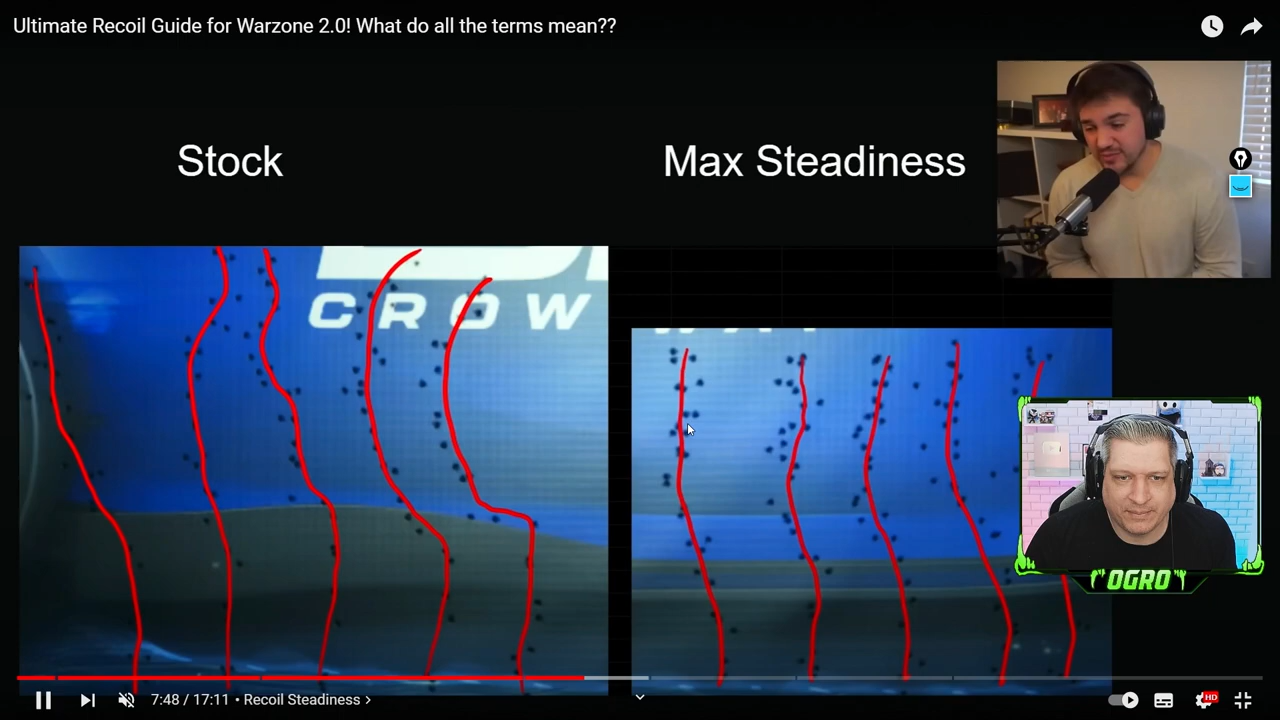 Ultimate Recoil Guide for Warzone 2.0! What do all the terms mean??
Stock
Max Steadiness
CROW
OGRO
7:48 / 17:11 • Recoil Steadiness >
HD